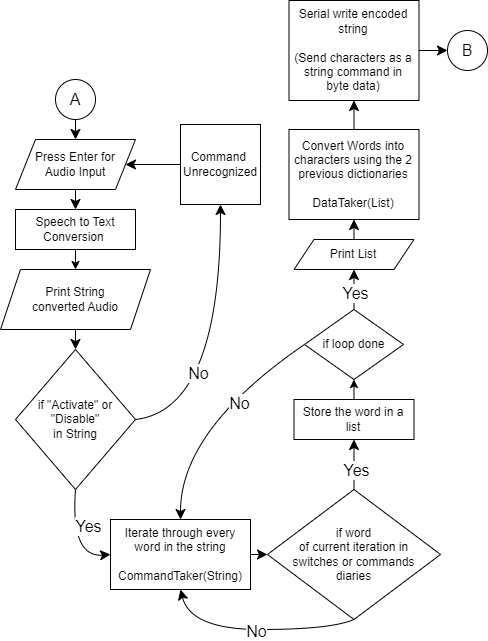 A
Press Enter for
Audio Input
Command
Unrecognized
Speech to Text
Conversion
Print String
converted Audio
if "Activate" or
"Disable"
in String
No
Yes
Iterate through every
word in the string
CommandTaker(String)
if word
of current iteration in
switches or commands
diaries
No
Yes
Store the word in a
list
if loop done
No
Yes
Print List
Convert Words into
characters using the 2
previous dictionaries
DataTaker(List)
Serial write encoded
string
(Send characters as a
string command in
byte data)
B